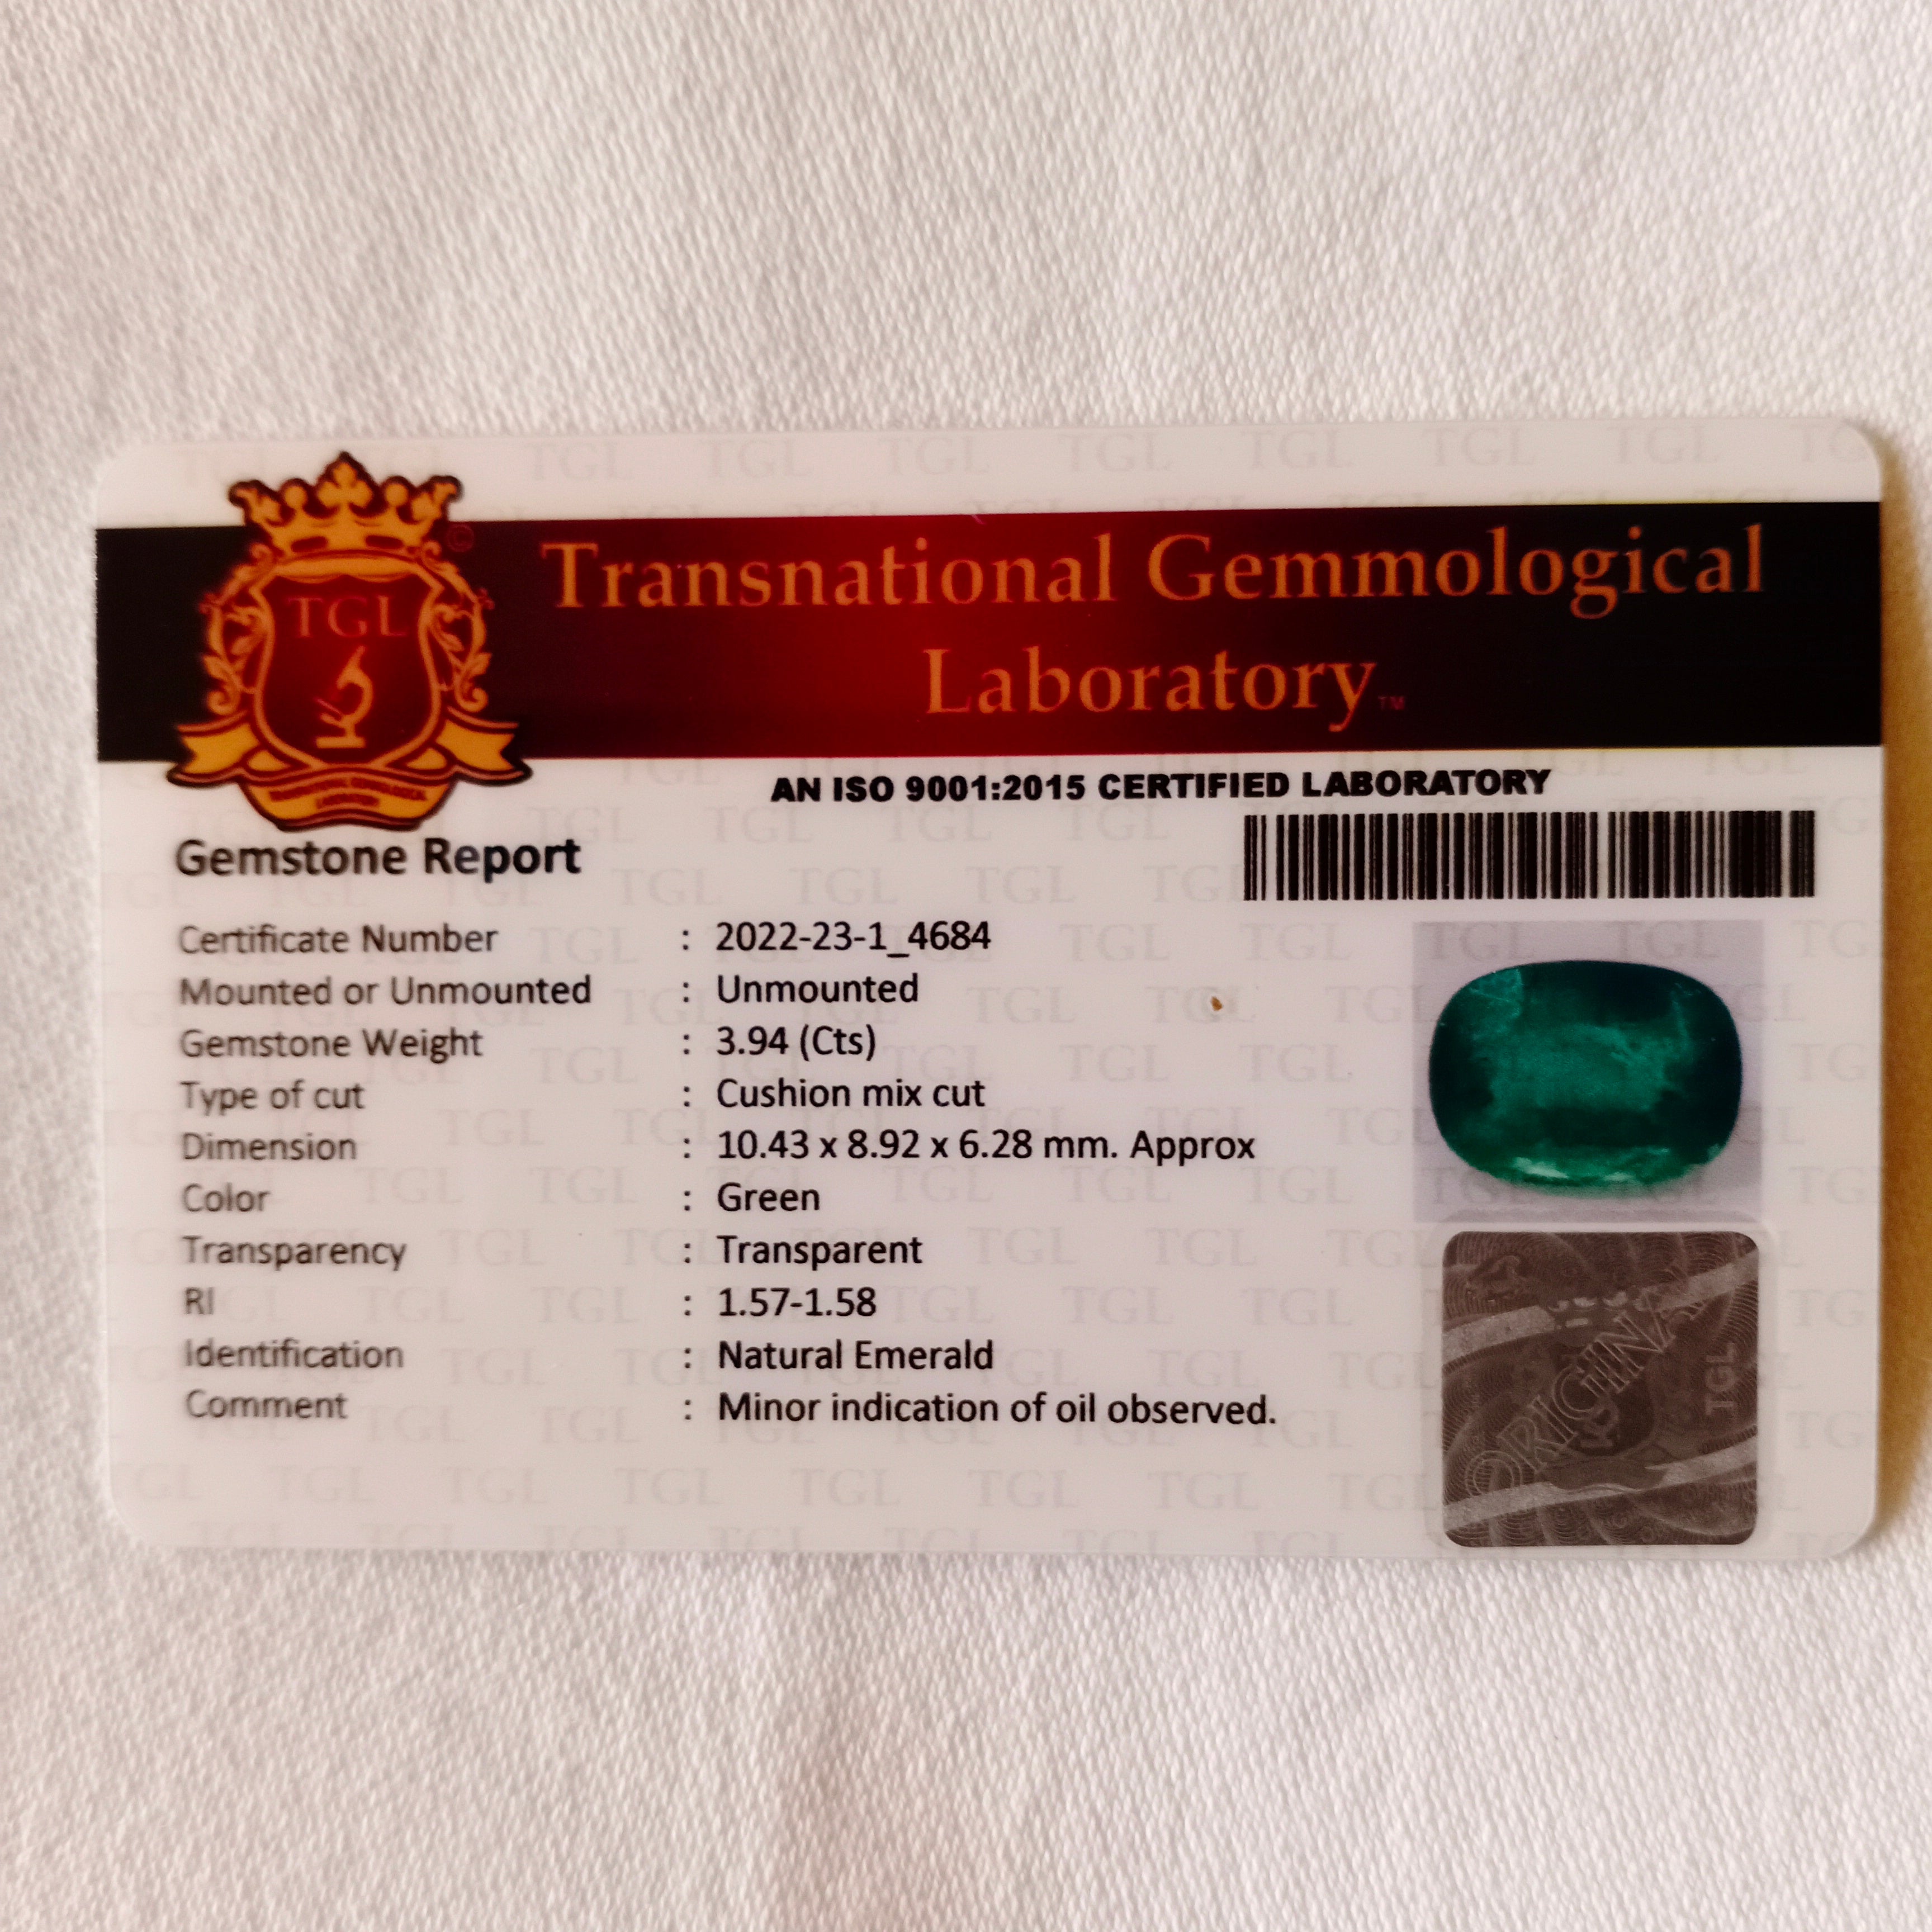 TGL
Transnational Gemmological
Laboratory™
AN ISO 9001:2015 CERTIFIED LABORATORY
Gemstone Report
Certificate Number : 2022-23-1_4684
Mounted or Unmounted : Unmounted
Gemstone Weight : 3.94 (Cts)
Type of cut : Cushion mix cut
Dimension : 10.43 x 8.92 x 6.28 mm. Approx
Color : Green
Transparency : Transparent
RI : 1.57-1.58
Identification : Natural Emerald
Comment : Minor indication of oil observed.
ORIGINAL
TGL